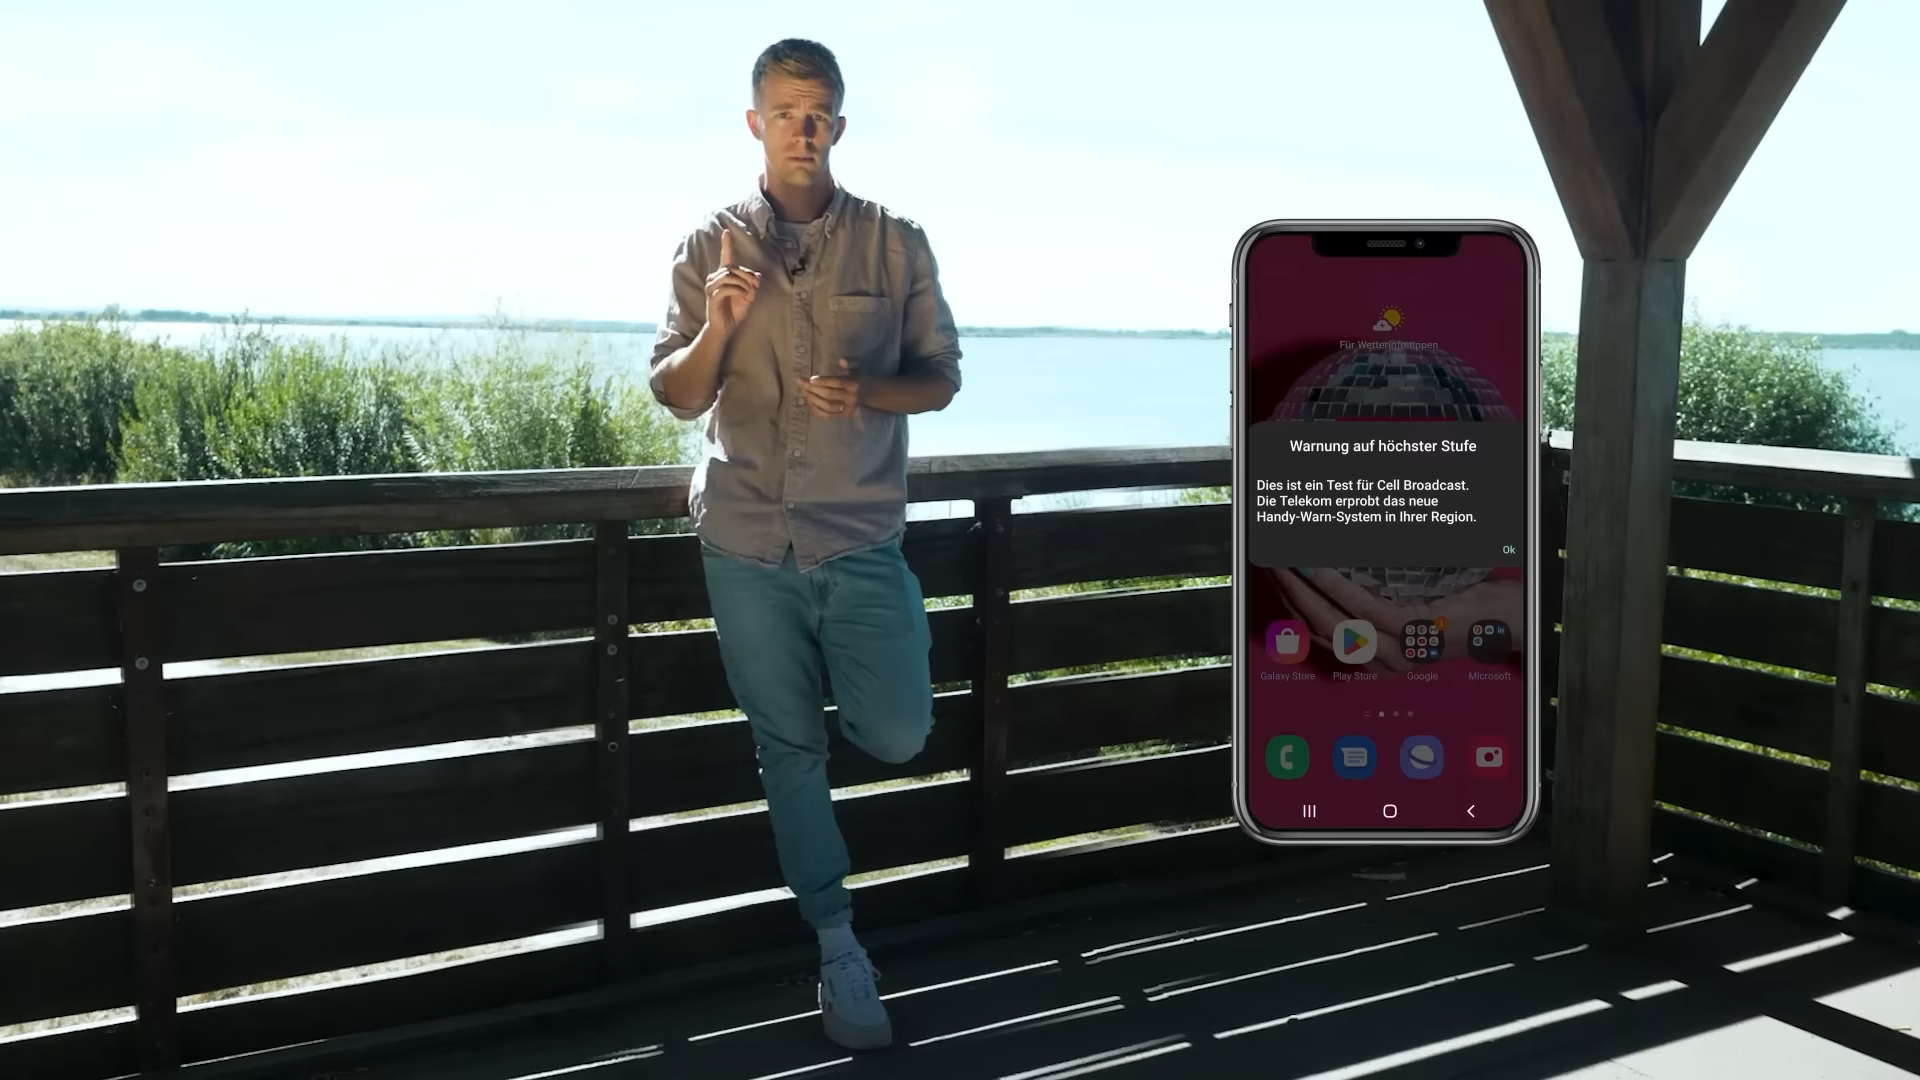 Für Wetterinfo tippen
Warnung auf höchster Stufe
Dies ist ein Test für Cell Broadcast.
Die Telekom erprobt das neue
Handy-Warn-System in Ihrer Region.
Ok
Galaxy Store
Play Store
Google
Microsoft